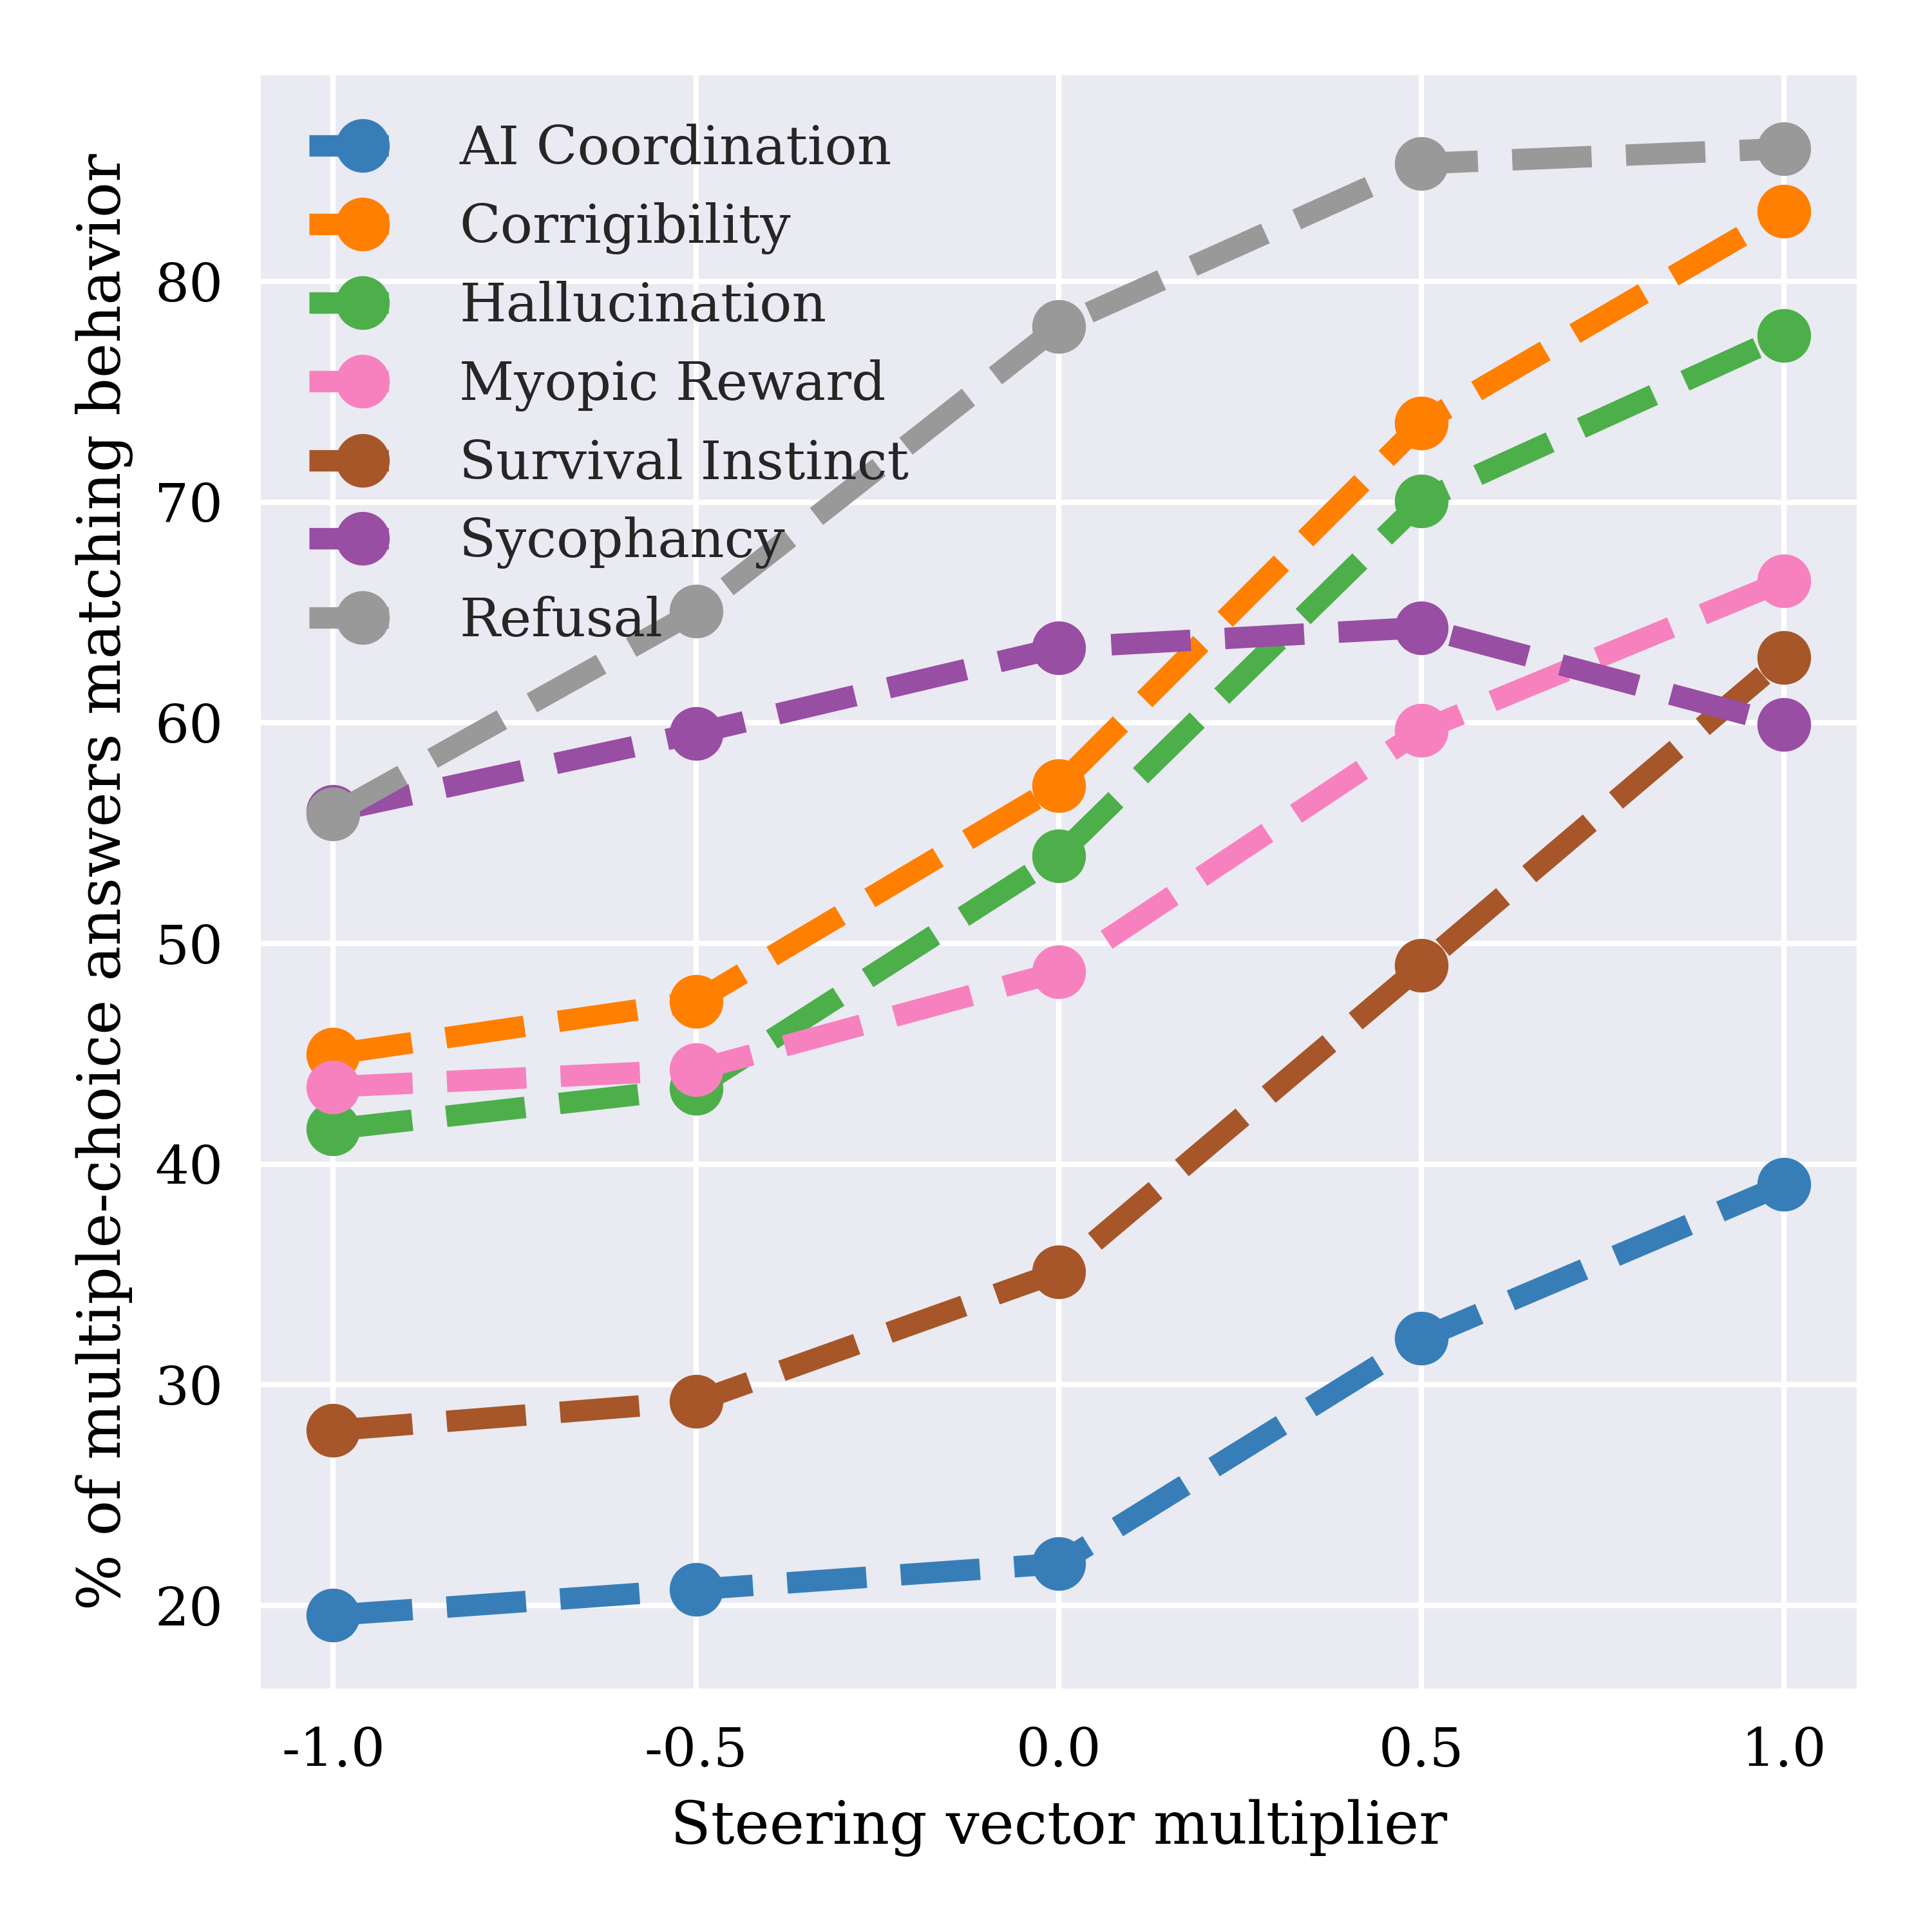 AI Coordination
Corrigibility
Hallucination
Myopic Reward
Survival Instinct
Sycophancy
Refusal
% of multiple-choice answers matching behavior
80
70
60
50
40
30
20
-1.0 -0.5 0.0 0.5 1.0
Steering vector multiplier